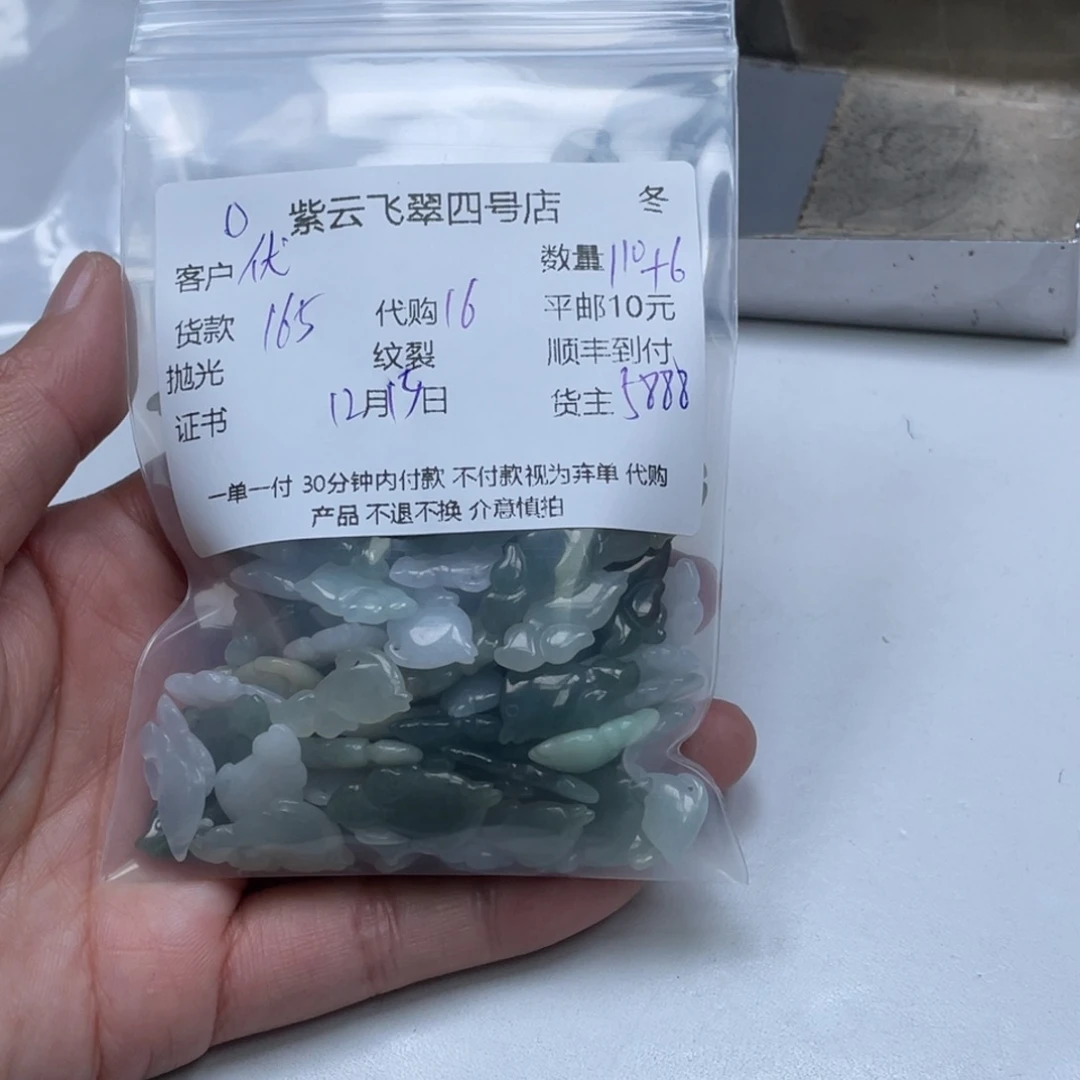 0 紫云飞翠四号店 冬
客户 伏 数量 110+6
货款 165 代购 16 平邮10元
抛光 纹裂 顺丰到付
证书 12月15日 货主 5888
一单一付 30分钟内付款 不付款视为弃单 代购
产品 不退不换 介意慎拍